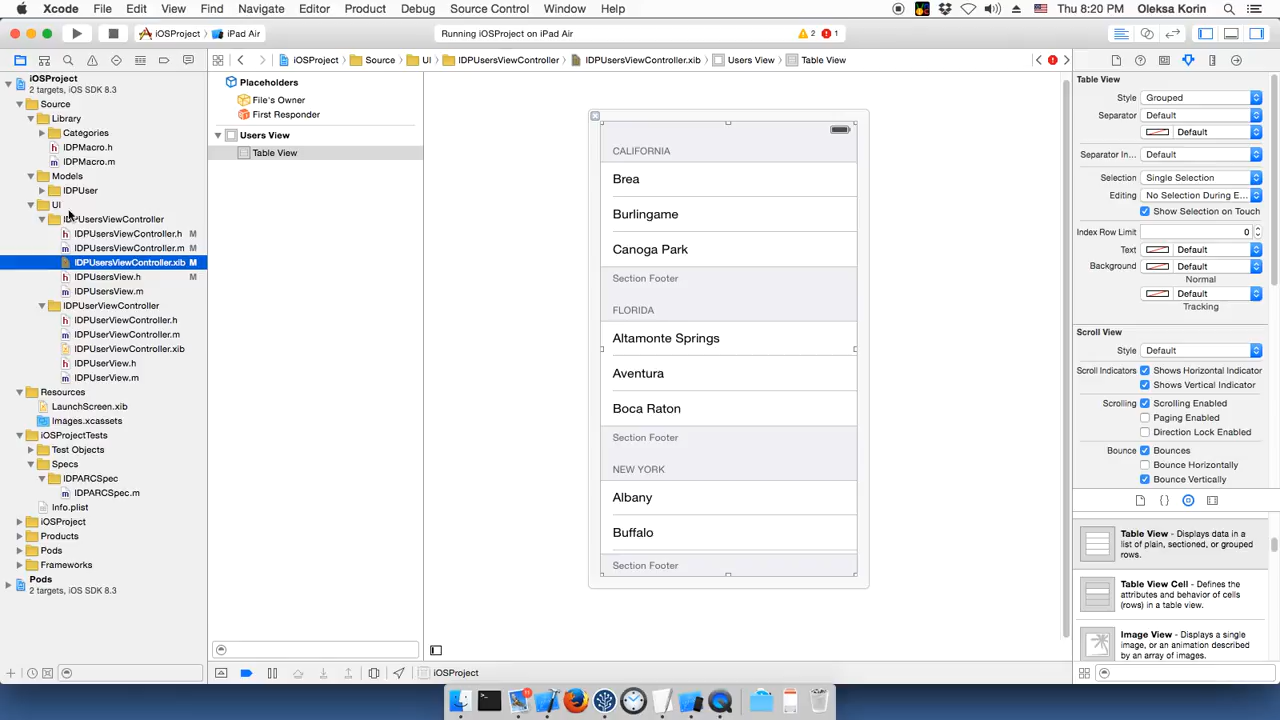 Xcode File Edit View Find Navigate Editor Product Debug Source Control Window Help
Thu 8:20 PM Oleksa Korin
iOSProject iPad Air
Running iOSProject on iPad Air
2 1
iOSProject Source UI IDPUsersViewController IDPUsersViewController.xib Users View Table View
iOSProject
2 targets, iOS SDK 8.3
Source
Library
Categories
IDPMacro.h
IDPMacro.m
Models
IDPUser
UI
IDPUsersViewController
IDPUsersViewController.h M
IDPUsersViewController.m M
IDPUsersViewController.xib M
IDPUsersView.h M
IDPUsersView.m
IDPUserViewController
IDPUserViewController.h
IDPUserViewController.m
IDPUserViewController.xib
IDPUserView.h
IDPUserView.m
Resources
LaunchScreen.xib
Images.xcassets
iOSProjectTests
Test Objects
Specs
IDPARCSpec
IDPARCSpec.m
Info.plist
iOSProject
Products
Pods
Frameworks
Pods
2 targets, iOS SDK 8.3
Placeholders
File's Owner
First Responder
Users View
Table View
CALIFORNIA
Brea
Burlingame
Canoga Park
Section Footer
FLORIDA
Altamonte Springs
Aventura
Boca Raton
Section Footer
NEW YORK
Albany
Buffalo
Section Footer
iOSProject
Table View
Style Grouped
Separator Default
Default
Separator In... Default
Selection Single Selection
Editing No Selection During E...
Show Selection on Touch
Index Row Limit 0
Text Default
Background Default
Normal
Default
Tracking
Scroll View
Style Default
Scroll Indicators Shows Horizontal Indicator
Shows Vertical Indicator
Scrolling Scrolling Enabled
Paging Enabled
Direction Lock Enabled
Bounce Bounces
Bounce Horizontally
Bounce Vertically
Table View - Displays data in a
list of plain, sectioned, or grouped
rows.
Table View Cell - Defines the
attributes and behavior of cells
(rows) in a table view.
Image View - Displays a single
image, or an animation described
by an array of images.